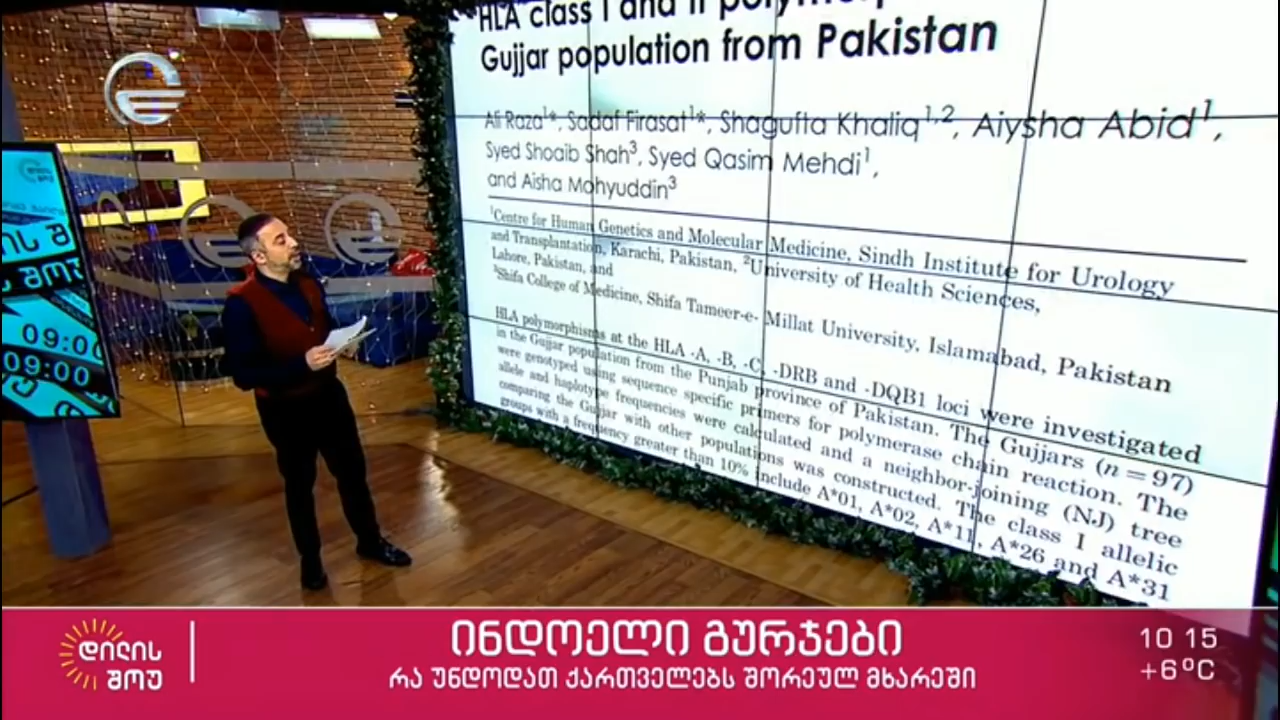 HLA class I and II
Gujjar population from Pakistan
Ali Raza¹*, Sadaf Firasat¹*, Shagufta Khaliq¹,², Aiysha Abid¹,
Syed Shoaib Shah³, Syed Qasim Mehdi¹,
and Aisha Mohyuddin³
¹Centre for Human Genetics and Molecular Medicine, Sindh Institute for Urology
and Transplantation, Karachi, Pakistan, ²University of Health Sciences,
Lahore, Pakistan, and
³Shifa College of Medicine, Shifa Tameer-e- Millat University, Islamabad, Pakistan
HLA polymorphisms at the HLA -A, -B, -C, -DRB and -DQB1 loci were investigated
in the Gujjar population from the Punjab province of Pakistan. The Gujjars (n = 97)
were genotyped using sequence specific primers for polymerase chain reaction. The
allele and haplotype frequencies were calculated and a neighbor-joining (NJ) tree
comparing the Gujjar with other populations was constructed. The class I allelic
groups with a frequency greater than 10% include A*01, A*02, A*11, A*26 and A*31
დილის
შოუ
09:00
09:00
დილის
შოუ
ინდოელი გურჯები
რა უნდოდათ ქართველებს შორეულ მხარეში
10 15
+6ºC